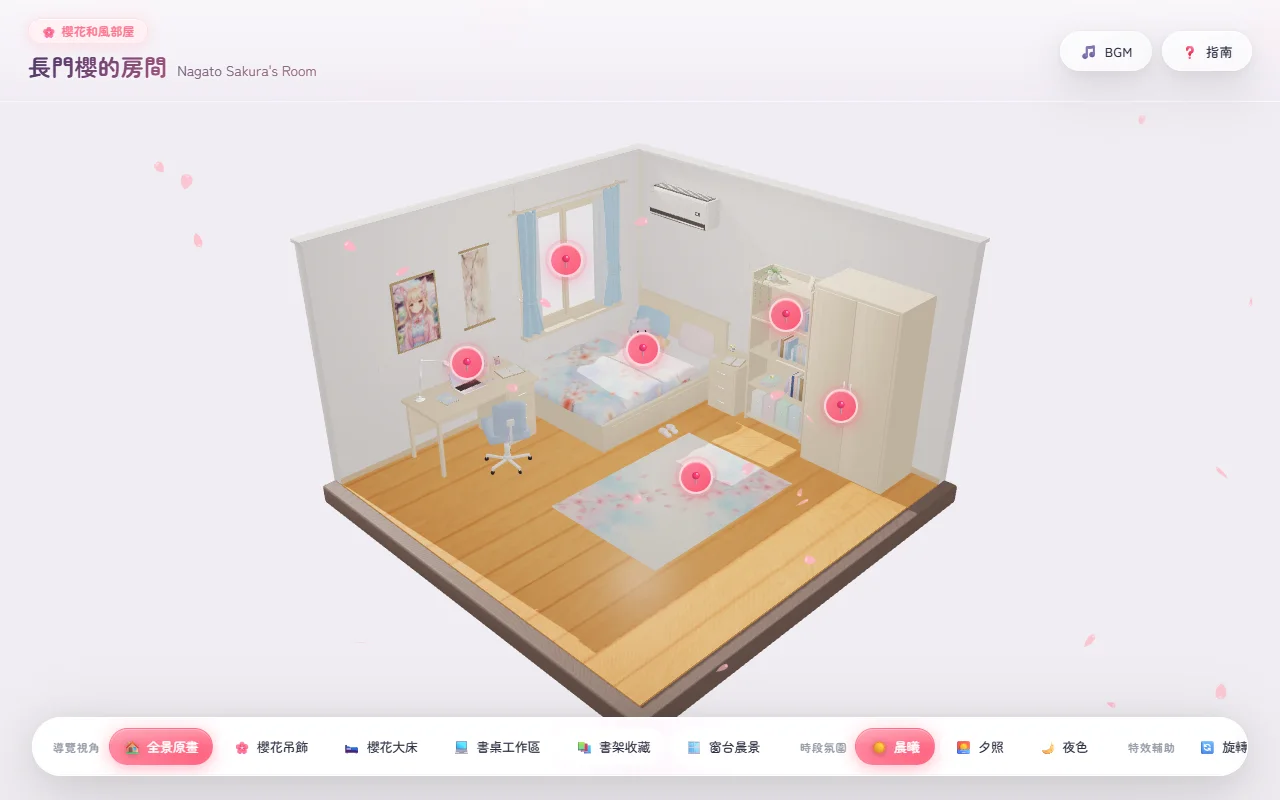 櫻花和風部屋
長門櫻的房間 Nagato Sakura's Room
BGM
指南
導覽視角 全景原畫 櫻花吊飾 櫻花大床 書桌工作區 書架收藏 窗台晨景 時段氛圍 晨曦 夕照 夜色 特效輔助 旋轉